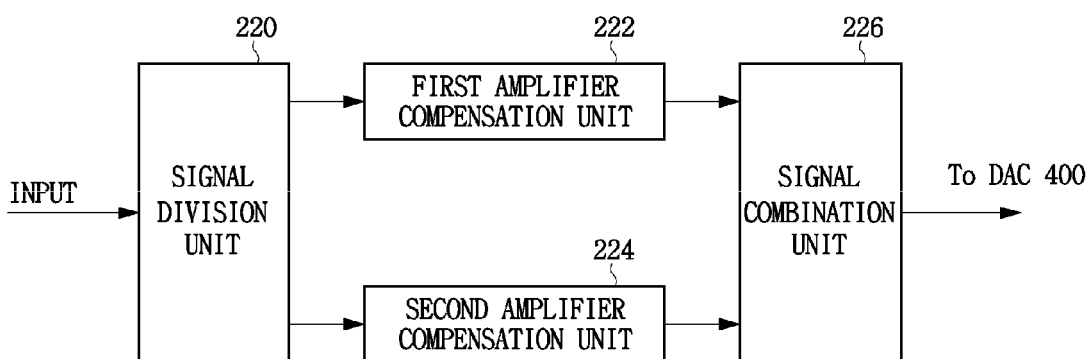 220
222
226
FIRST AMPLIFIER
COMPENSATION UNIT
INPUT
SIGNAL
DIVISION
UNIT
SIGNAL
COMBINATION
UNIT
To DAC 400
224
SECOND AMPLIFIER
COMPENSATION UNIT